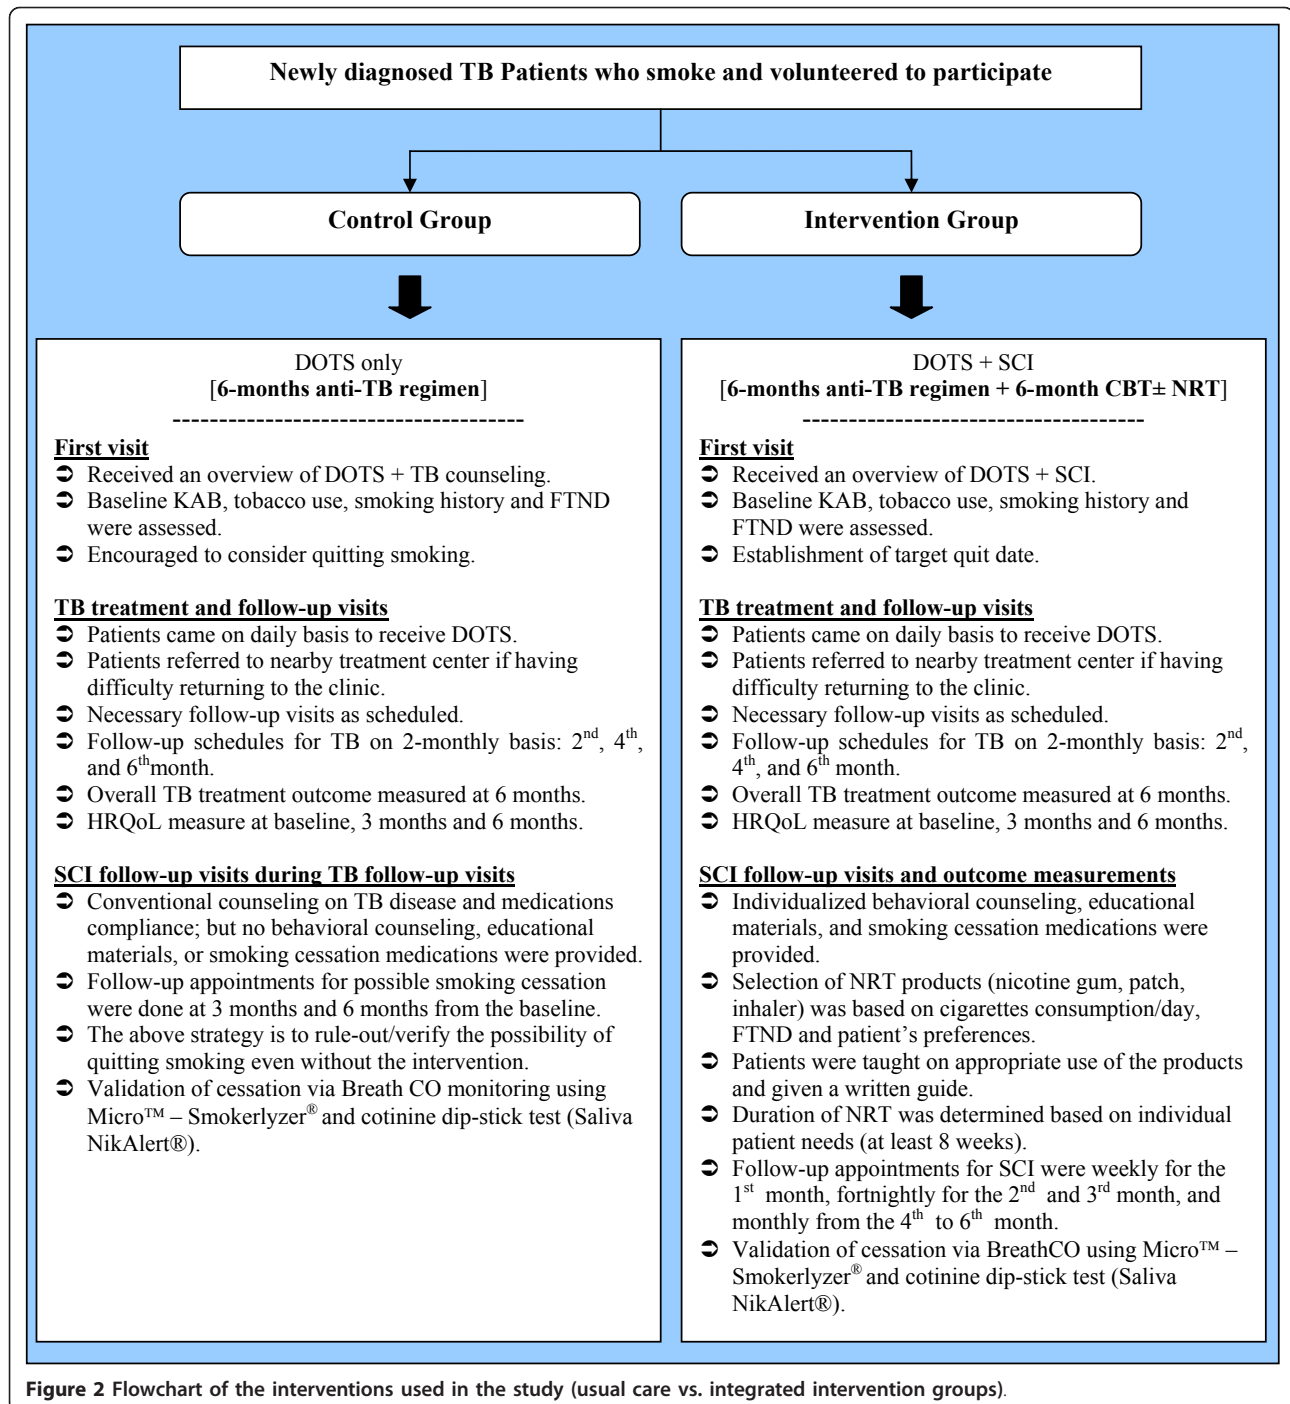 Newly diagnosed TB Patients who smoke and volunteered to participate
Control Group
Intervention Group
DOTS only
[6-months anti-TB regimen]
------------------------------------
First visit
➲ Received an overview of DOTS + TB counseling.
➲ Baseline KAB, tobacco use, smoking history and FTND
were assessed.
➲ Encouraged to consider quitting smoking.
TB treatment and follow-up visits
➲ Patients came on daily basis to receive DOTS.
➲ Patients referred to nearby treatment center if having
difficulty returning to the clinic.
➲ Necessary follow-up visits as scheduled.
➲ Follow-up schedules for TB on 2-monthly basis: 2nd, 4th,
and 6thmonth.
➲ Overall TB treatment outcome measured at 6 months.
➲ HRQoL measure at baseline, 3 months and 6 months.
SCI follow-up visits during TB follow-up visits
➲ Conventional counseling on TB disease and medications
compliance; but no behavioral counseling, educational
materials, or smoking cessation medications were provided.
➲ Follow-up appointments for possible smoking cessation
were done at 3 months and 6 months from the baseline.
➲ The above strategy is to rule-out/verify the possibility of
quitting smoking even without the intervention.
➲ Validation of cessation via Breath CO monitoring using
Micro™ – Smokerlyzer® and cotinine dip-stick test (Saliva
NikAlert®).
DOTS + SCI
[6-months anti-TB regimen + 6-month CBT± NRT]
------------------------------------
First visit
➲ Received an overview of DOTS + SCI.
➲ Baseline KAB, tobacco use, smoking history and
FTND were assessed.
➲ Establishment of target quit date.
TB treatment and follow-up visits
➲ Patients came on daily basis to receive DOTS.
➲ Patients referred to nearby treatment center if having
difficulty returning to the clinic.
➲ Necessary follow-up visits as scheduled.
➲ Follow-up schedules for TB on 2-monthly basis: 2nd,
4th, and 6th month.
➲ Overall TB treatment outcome measured at 6 months.
➲ HRQoL measure at baseline, 3 months and 6 months.
SCI follow-up visits and outcome measurements
➲ Individualized behavioral counseling, educational
materials, and smoking cessation medications were
provided.
➲ Selection of NRT products (nicotine gum, patch,
inhaler) was based on cigarettes consumption/day,
FTND and patient's preferences.
➲ Patients were taught on appropriate use of the products
and given a written guide.
➲ Duration of NRT was determined based on individual
patient needs (at least 8 weeks).
➲ Follow-up appointments for SCI were weekly for the
1st month, fortnightly for the 2nd and 3rd month, and
monthly from the 4th to 6th month.
➲ Validation of cessation via BreathCO using Micro™ –
Smokerlyzer® and cotinine dip-stick test (Saliva
NikAlert®).
Figure 2 Flowchart of the interventions used in the study (usual care vs. integrated intervention groups).